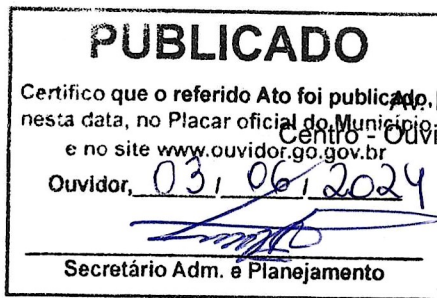 PUBLICADO
Certifico que o referido Ato foi publicado,
nesta data, no Placar oficial do Município
Centro - Ouvi
e no site www.ouvidor.go.gov.br
Ouvidor, 03 / 06 / 2024
Secretário Adm. e Planejamento